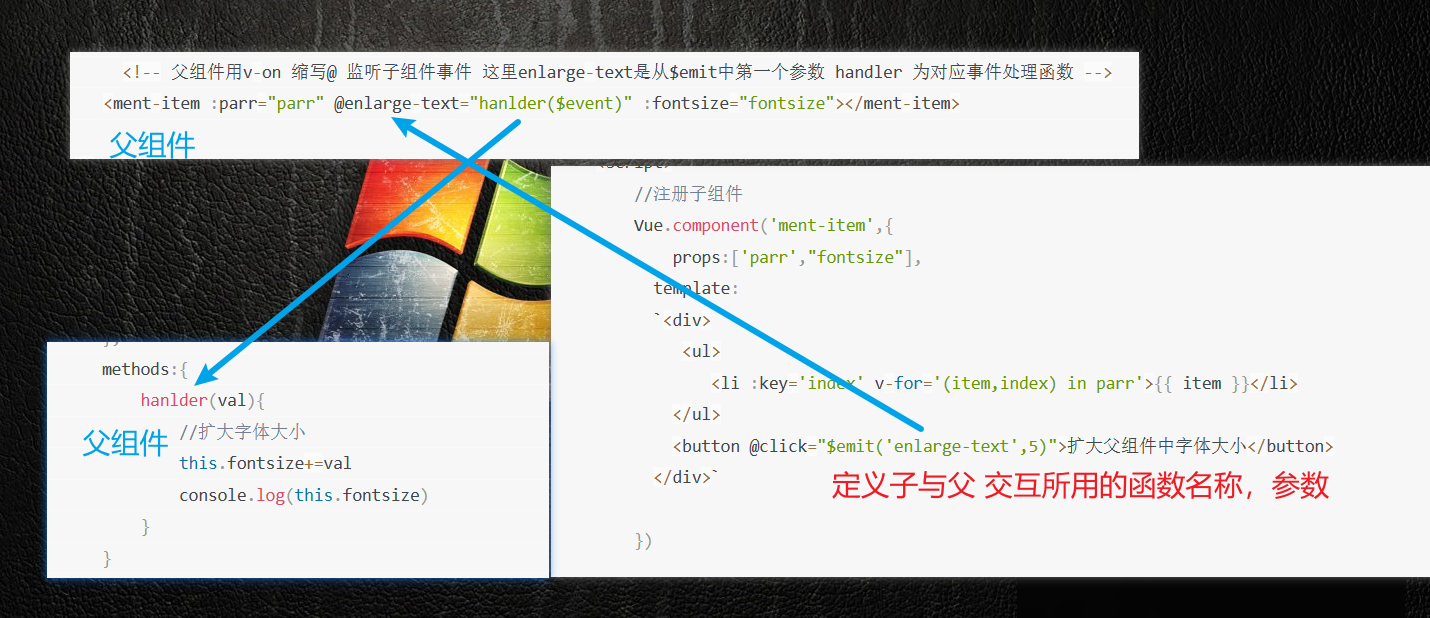 <!-- 父组件用v-on 缩写@ 监听子组件事件 这里enlarge-text是从$emit中第一个参数 handler 为对应事件处理函数 -->
<ment-item :parr="parr" @enlarge-text="hanlder($event)" :fontsize="fontsize"></ment-item>
父组件
//注册子组件
Vue.component('ment-item',{
props:['parr',"fontsize"],
template:
`<div>
<ul>
<li :key='index' v-for='(item,index) in parr'>{{ item }}</li>
</ul>
<button @click="$emit('enlarge-text',5)">扩大父组件中字体大小</button>
</div>`
定义子与父 交互所用的函数名称，参数
})
methods:{
hanlder(val){
父组件
//扩大字体大小
this.fontsize+=val
console.log(this.fontsize)
}
}